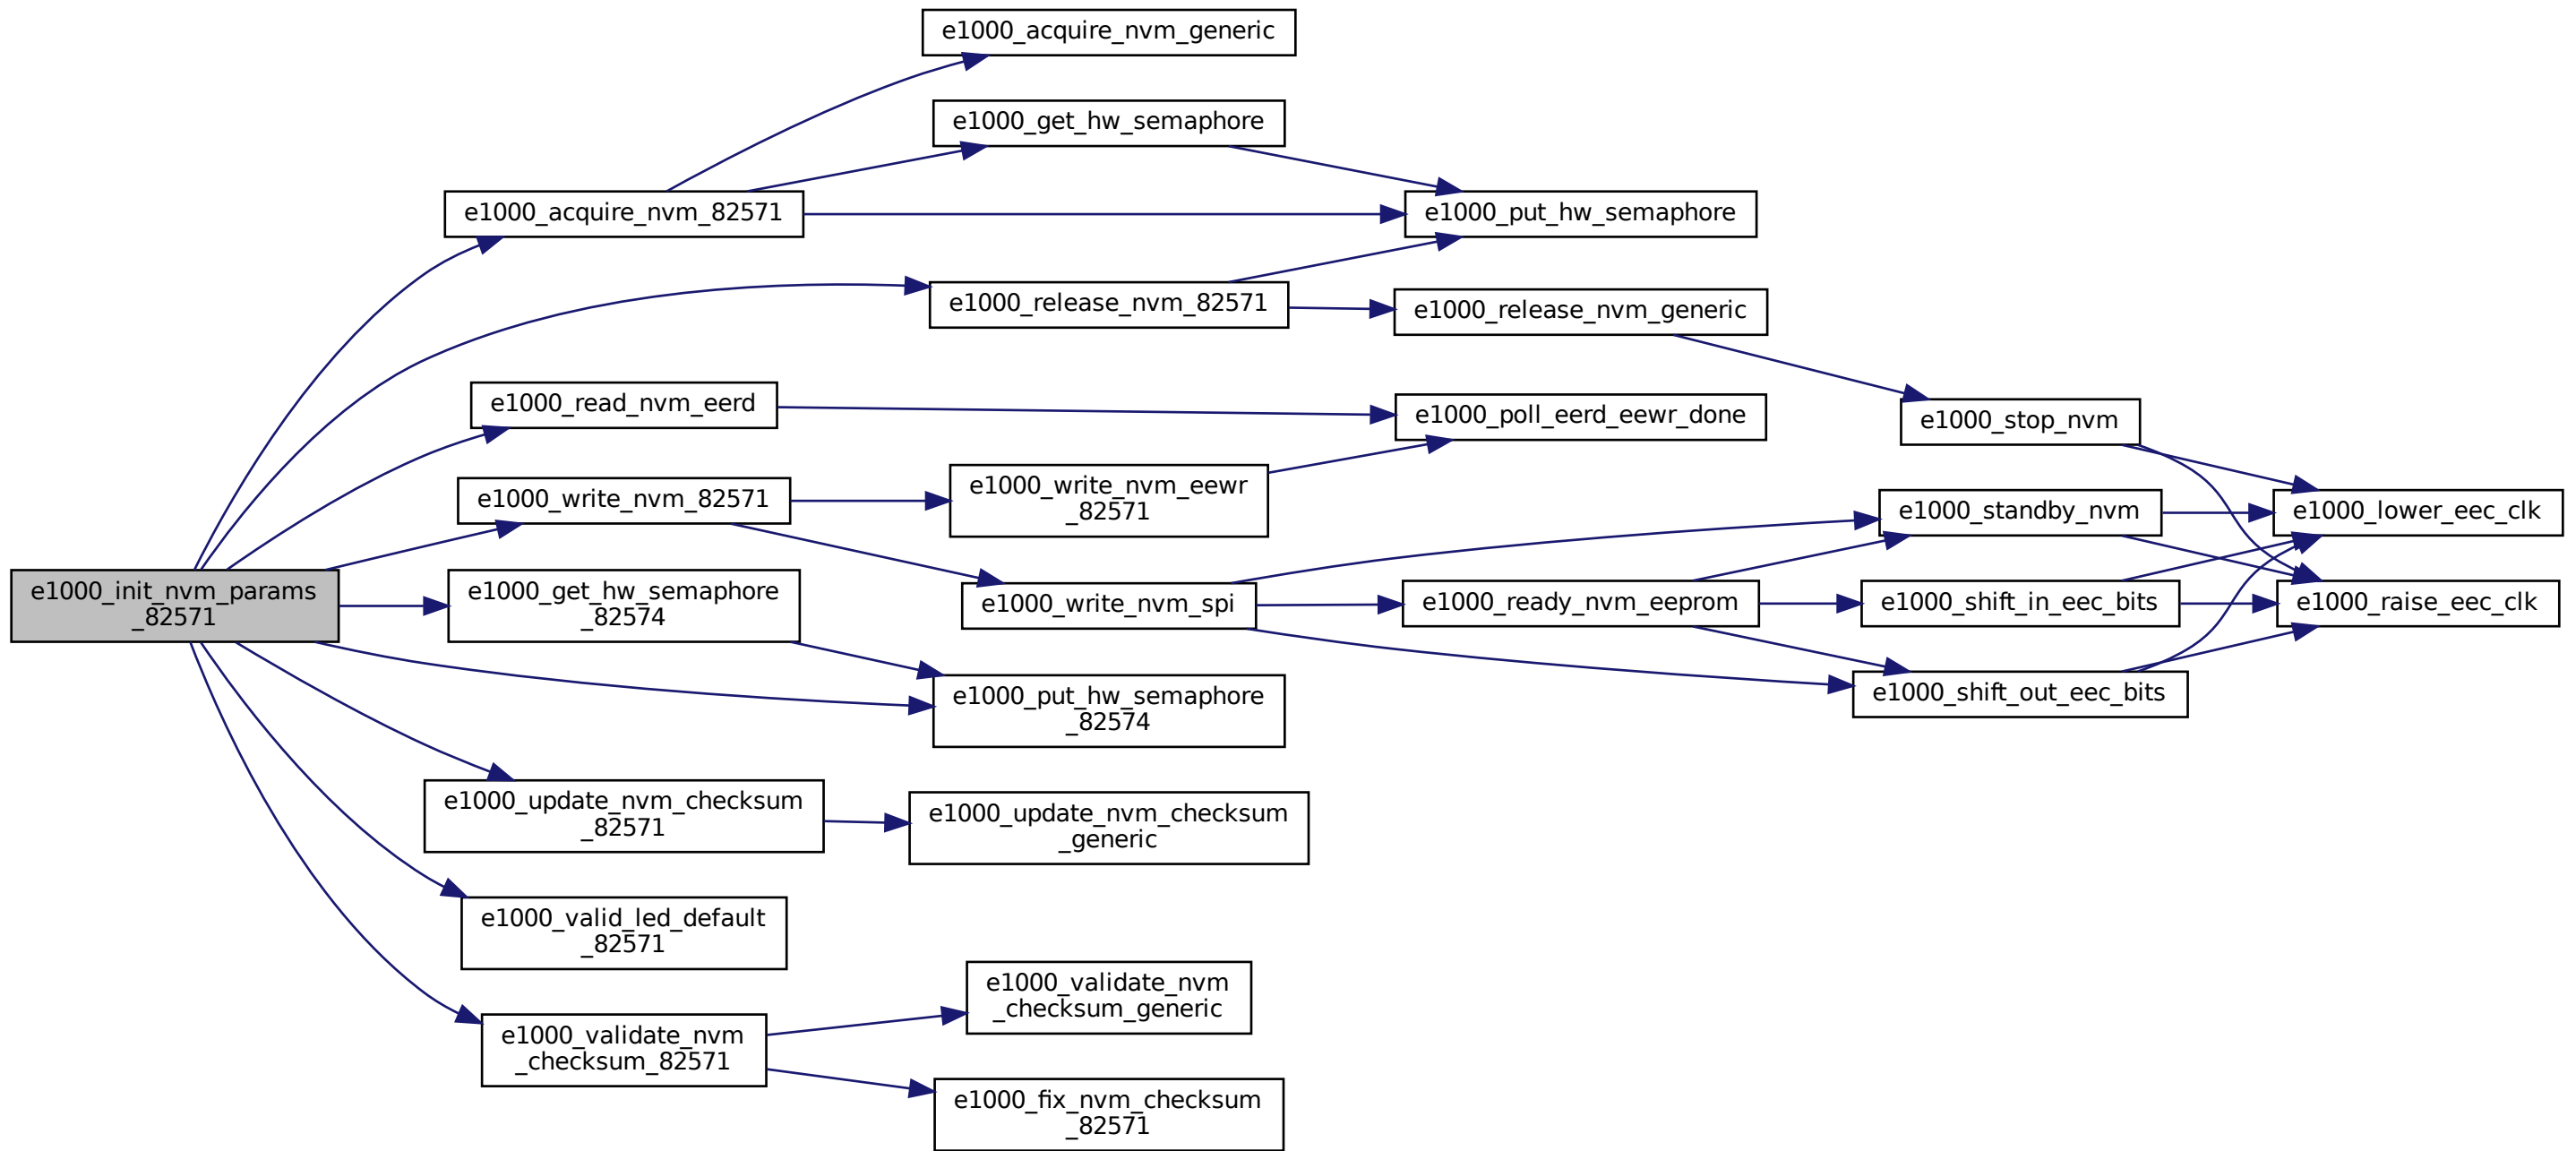 e1000_acquire_nvm_generic
e1000_get_hw_semaphore
e1000_acquire_nvm_82571
e1000_put_hw_semaphore
e1000_release_nvm_82571
e1000_release_nvm_generic
e1000_read_nvm_eerd
e1000_poll_eerd_eewr_done
e1000_stop_nvm
e1000_write_nvm_82571
e1000_write_nvm_eewr
_82571
e1000_standby_nvm
e1000_lower_eec_clk
e1000_init_nvm_params
_82571
e1000_get_hw_semaphore
_82574
e1000_write_nvm_spi
e1000_ready_nvm_eeprom
e1000_shift_in_eec_bits
e1000_raise_eec_clk
e1000_put_hw_semaphore
_82574
e1000_shift_out_eec_bits
e1000_update_nvm_checksum
_82571
e1000_update_nvm_checksum
_generic
e1000_valid_led_default
_82571
e1000_validate_nvm
_checksum_generic
e1000_validate_nvm
_checksum_82571
e1000_fix_nvm_checksum
_82571